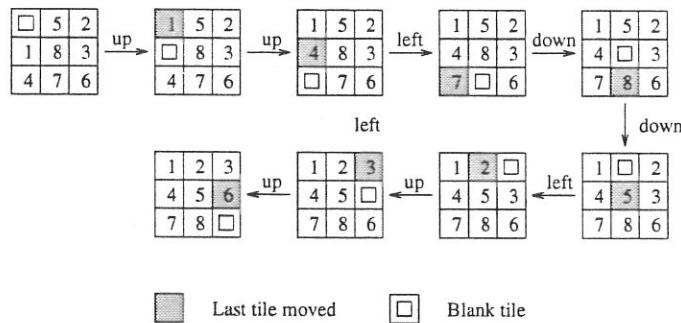 □ 5 2
1 8 3
4 7 6
up
1 5 2
□ 8 3
4 7 6
up
1 5 2
4 8 3
□ 7 6
left
1 5 2
4 8 3
7 □ 6
down
1 5 2
4 □ 3
7 8 6
down
left
1 □ 2
4 5 3
7 8 6
left
1 2 □
4 5 3
7 8 6
up
1 2 3
4 5 □
7 8 6
up
1 2 3
4 5 6
7 8 □
Last tile moved
Blank tile